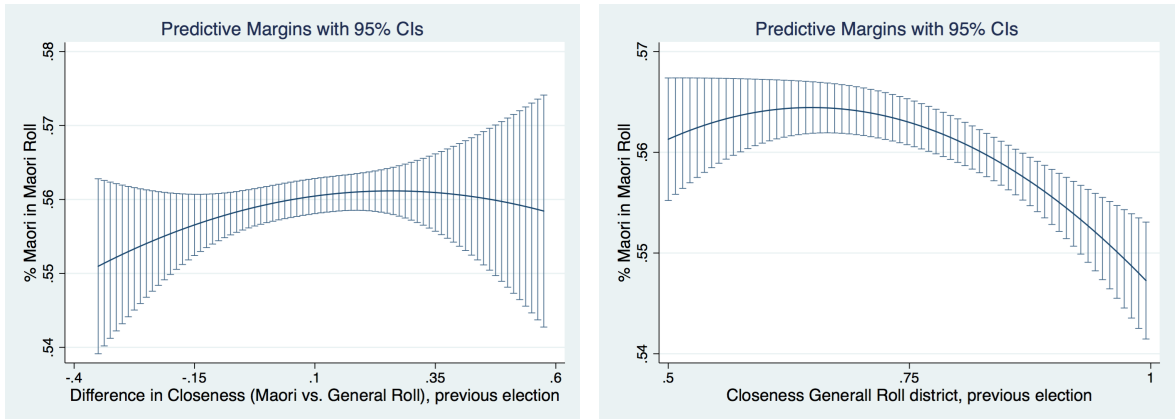 Predictive Margins with 95% CIs
% Maori in Maori Roll
.58
.57
.56
.55
.54
-.4
-.15
.1
.35
.6
Difference in Closeness (Maori vs. General Roll), previous election
Predictive Margins with 95% CIs
% Maori in Maori Roll
.57
.56
.55
.54
.5
.75
1
Closeness Generall Roll district, previous election